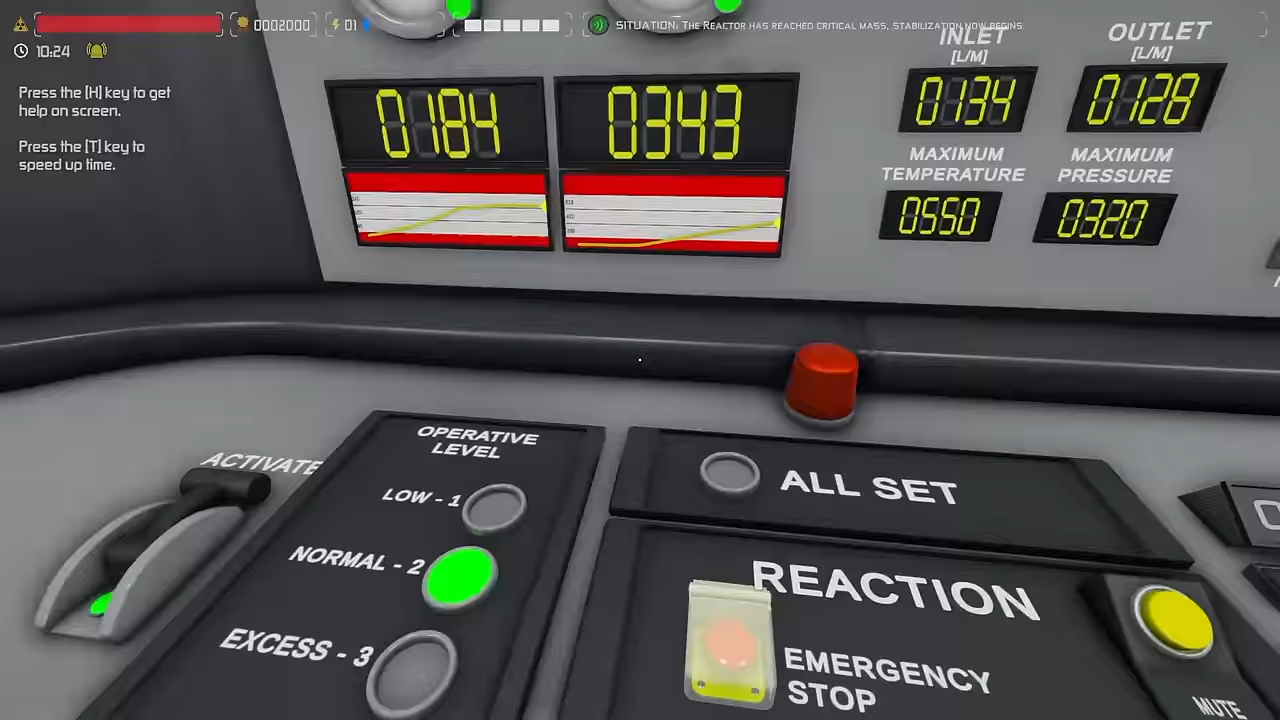 0002000
01
SITUATION: THE REACTOR HAS REACHED CRITICAL MASS, STABILIZATION NOW BEGINS.
10:24
Press the [H] key to get
help on screen.
Press the [T] key to
speed up time.
0184
0343
INLET
[L/M]
OUTLET
[L/M]
0134
0128
MAXIMUM
TEMPERATURE
MAXIMUM
PRESSURE
0550
0320
ACTIVATE
OPERATIVE
LEVEL
LOW - 1
NORMAL - 2
EXCESS - 3
ALL SET
REACTION
EMERGENCY
STOP
MUTE